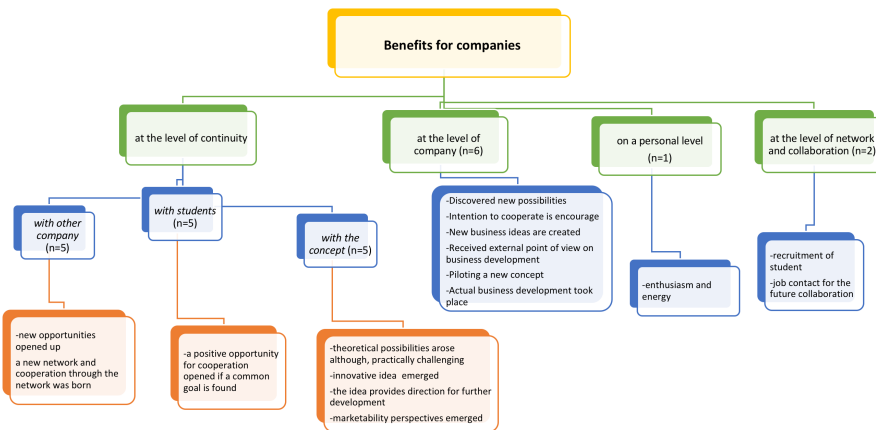 Benefits for companies
at the level of continuity
at the level of
company (n=6)
on a personal level
(n=1)
at the level of network
and collaboration (n=2)
with other
company
(n=5)
with students
(n=5)
with the
concept (n=5)
-Discovered new possibilities
-Intention to cooperate is encourage
-New business ideas are created
-Received external point of view on
business development
-Piloting a new concept
-Actual business development took
place
-enthusiasm and
energy
-recruitment of
student
-job contact for the
future collaboration
-new opportunities
opened up
a new network and
cooperation through the
network was born
-a positive opportunity
for cooperation
opened if a common
goal is found
-theoretical possibilities arose
although, practically challenging
-innovative idea emerged
-the idea provides direction for further
development
-marketability perspectives emerged